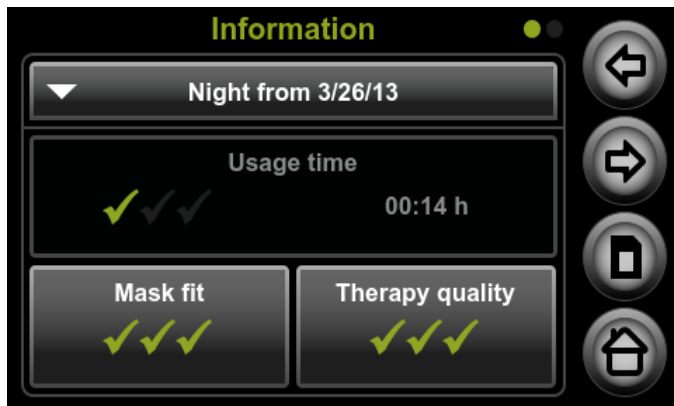 Information
Night from 3/26/13
Usage time
00:14 h
Mask fit
Therapy quality